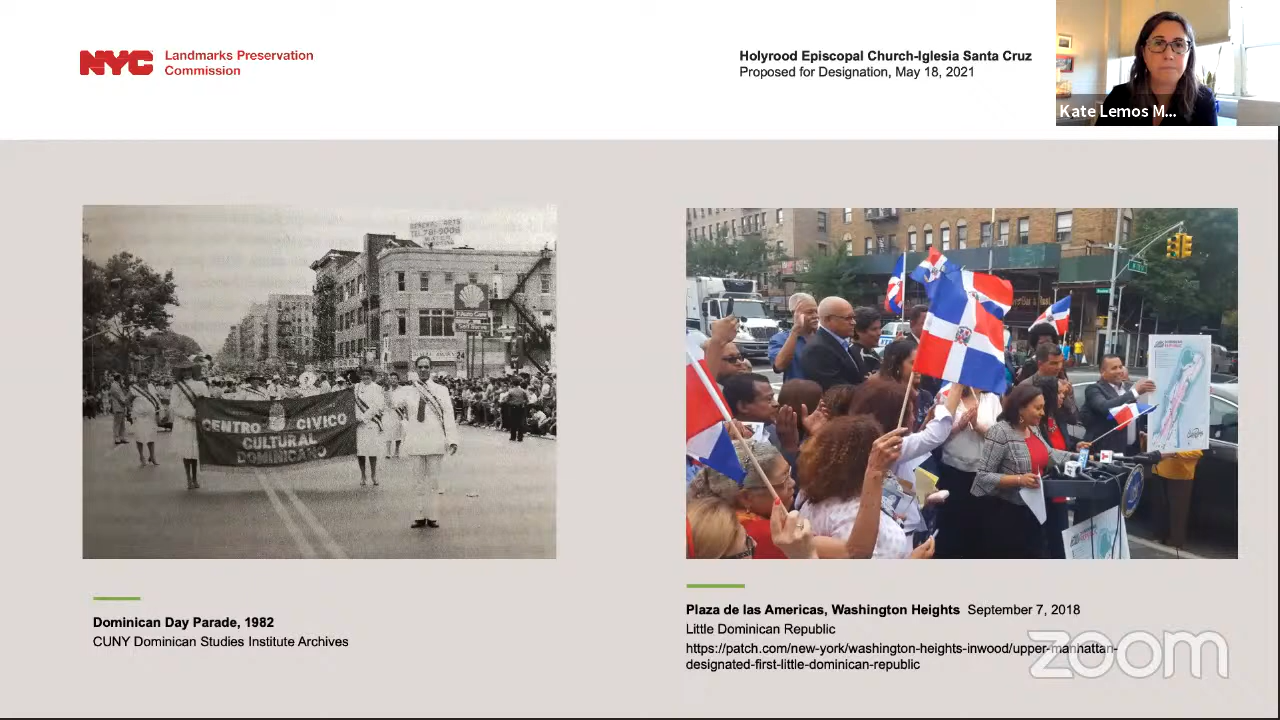 NYC
Landmarks Preservation
Commission
Holyrood Episcopal Church-Iglesia Santa Cruz
Proposed for Designation, May 18, 2021
Kate Lemos M...
CENTRO CIVICO
CULTURAL
DOMINICANO
Dominican Day Parade, 1982
CUNY Dominican Studies Institute Archives
Plaza de las Americas, Washington Heights September 7, 2018
Little Dominican Republic
https://patch.com/new-york/washington-heights-inwood/upper-manhattan-
designated-first-little-dominican-republic
zoom